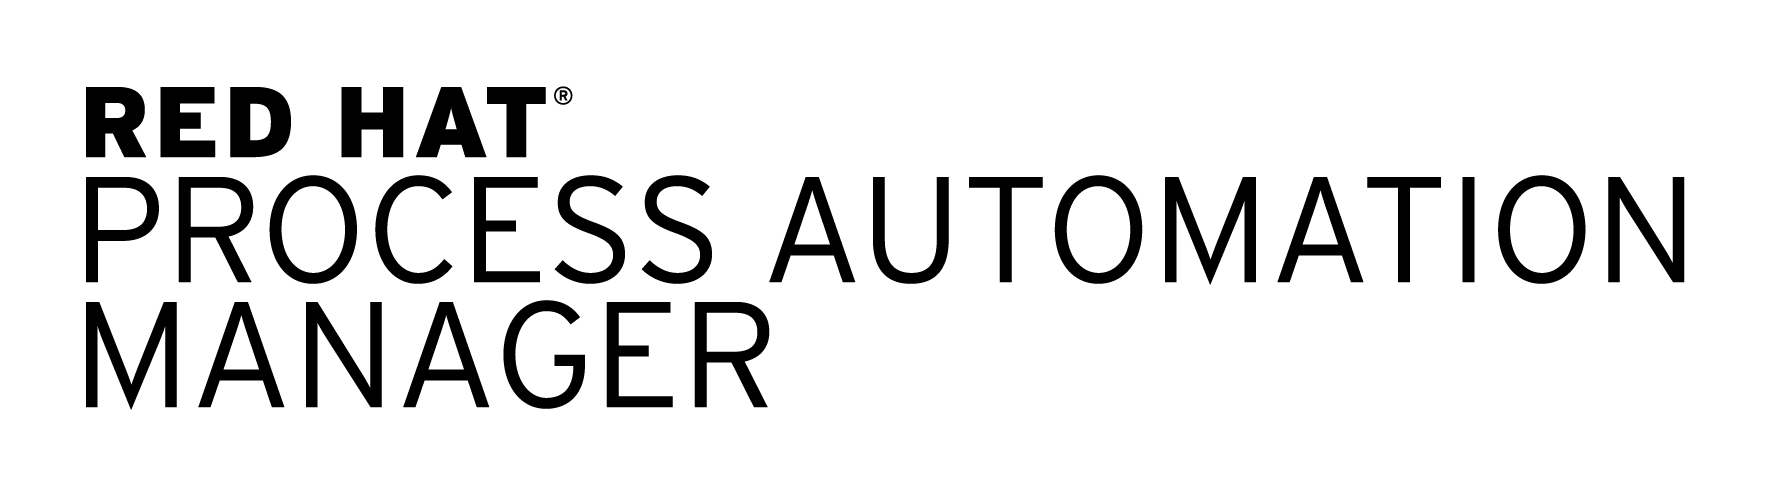 RED HAT®
PROCESS AUTOMATION
MANAGER